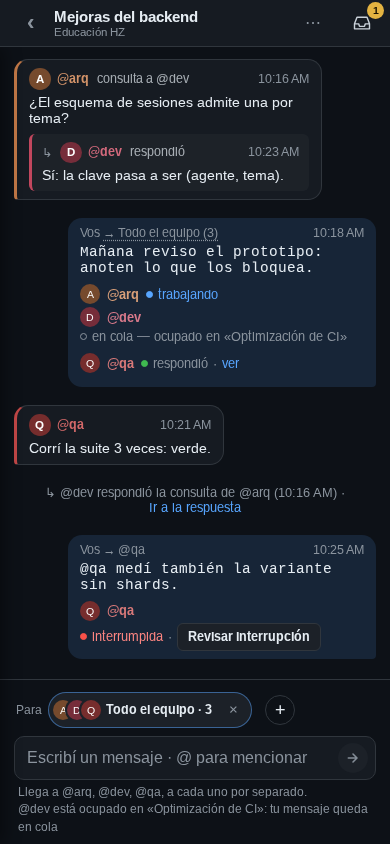 ‹ Mejoras del backend ··· 1
Educación HZ
A @arq consulta a @dev 10:16 AM
¿El esquema de sesiones admite una por
tema?
↳ D @dev respondió 10:23 AM
Sí: la clave pasa a ser (agente, tema).
Vos → Todo el equipo (3) 10:18 AM
Mañana reviso el prototipo:
anoten lo que los bloquea.
A @arq ● trabajando
D @dev
○ en cola — ocupado en «Optimización de CI»
Q @qa ● respondió · ver
Q @qa 10:21 AM
Corrí la suite 3 veces: verde.
↳ @dev respondió la consulta de @arq (10:16 AM) ·
Ir a la respuesta
Vos → @qa 10:25 AM
@qa medí también la variante
sin shards.
Q @qa
● Interrumpida · Revisar interrupción
Para A D Q Todo el equipo · 3 × +
Escribí un mensaje · @ para mencionar →
Llega a @arq, @dev, @qa, a cada uno por separado.
@dev está ocupado en «Optimización de CI»: tu mensaje queda
en cola